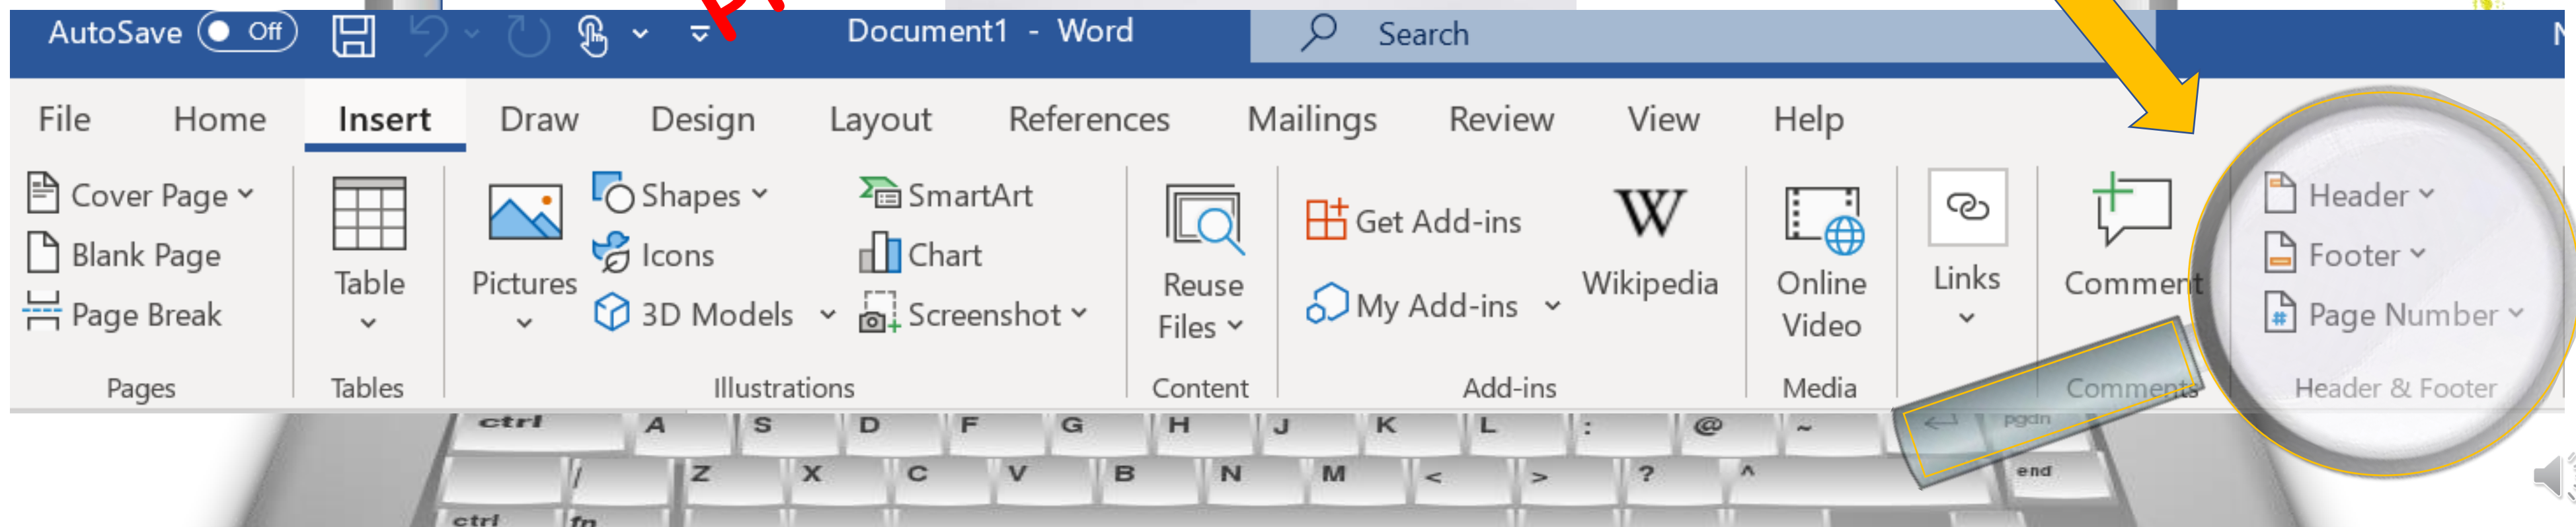 AutoSave Off Document1 - Word Search
File Home Insert Draw Design Layout References Mailings Review View Help
Cover Page Shapes SmartArt Get Add-ins Header
Blank Page Icons Chart Footer
Table Pictures Reuse Wikipedia Online Links Comment
Page Break 3D Models Screenshot Files My Add-ins Video Page Number
Pages Tables Illustrations Content Add-ins Media Comments Header & Footer
ctrl A S D F G H J K L : @ ~ pgdn
/ Z X C V B N M < > ? ^ end
ctrl fn